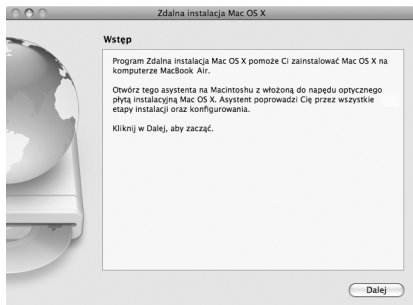 Zdalna instalacja Mac OS X
Wstęp
Program Zdalna instalacja Mac OS X pomoże Ci zainstalować Mac OS X na
komputerze MacBook Air.
Otwórz tego asystenta na Macintoshu z włożoną do napędu optycznego
płytą instalacyjną Mac OS X. Asystent poprowadzi Cię przez wszystkie
etapy instalacji oraz konfigurowania.
Kliknij w Dalej, aby zacząć.
Dalej